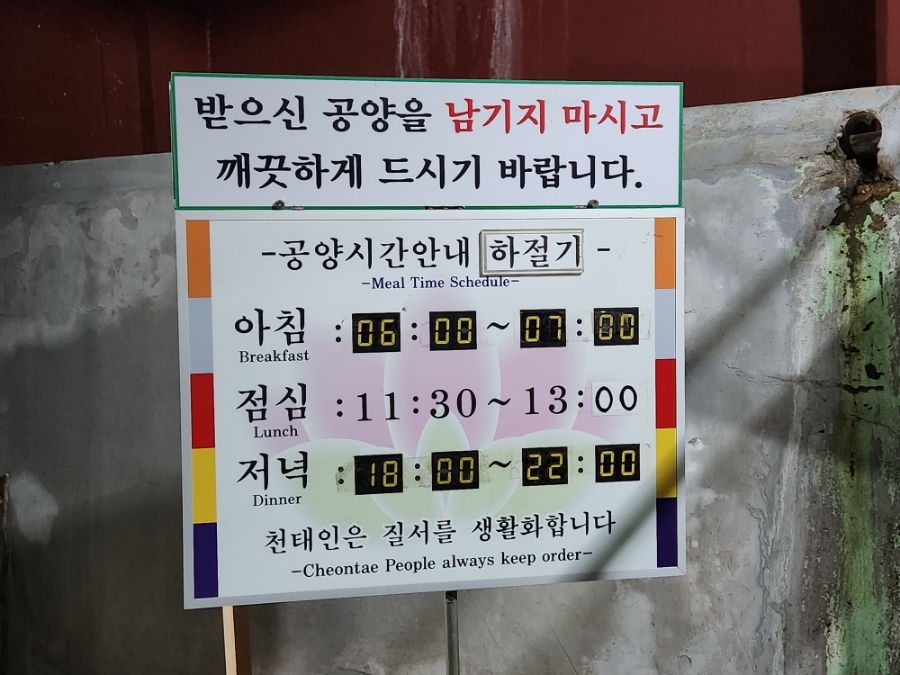 받으신 공양을 남기지 마시고
깨끗하게 드시기 바랍니다.
-공양시간안내 하절기 -
-Meal Time Schedule-
아침 : 06 : 00 ~ 07 : 00
Breakfast
점심 : 11 : 30 ~ 13 : 00
Lunch
저녁 : 18 : 00 ~ 22 : 00
Dinner
천태인은 질서를 생활화합니다
-Cheontae People always keep order-